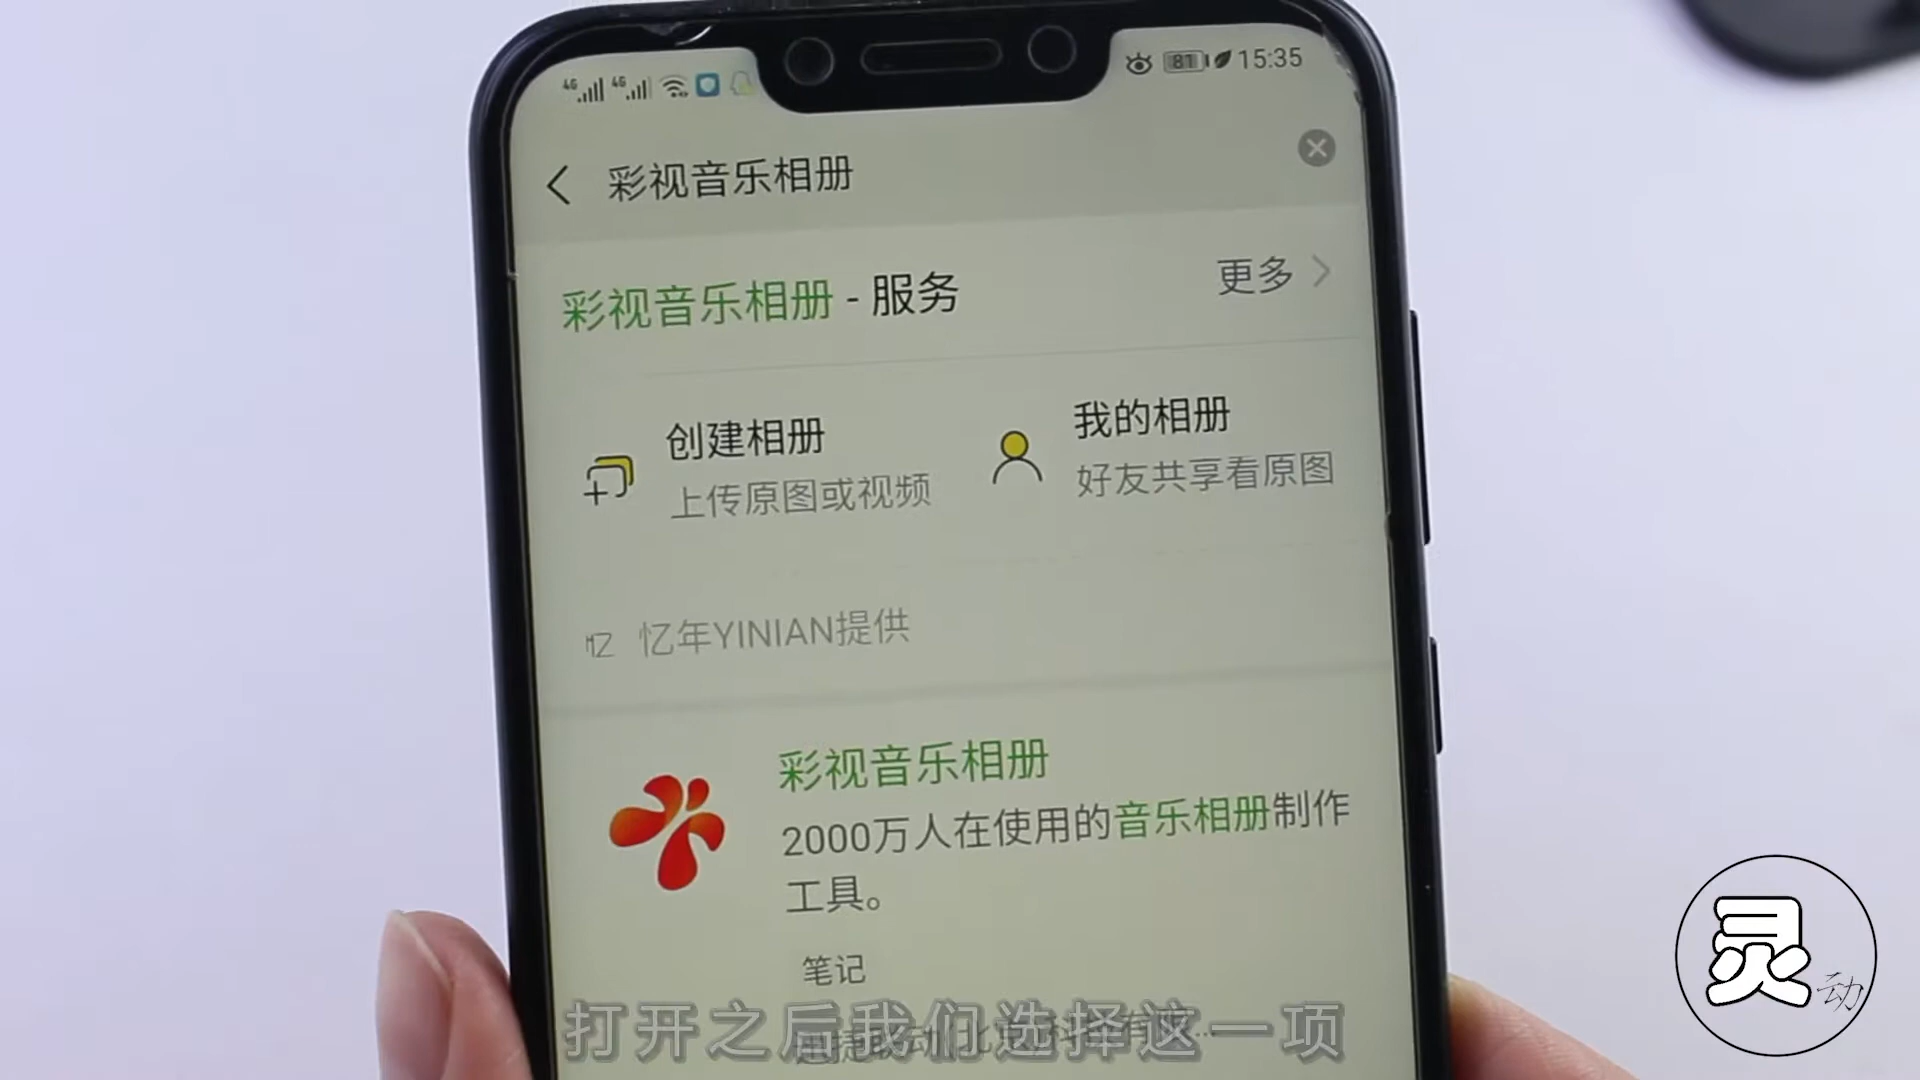 4G 4G 81 15:35
彩视音乐相册
彩视音乐相册 - 服务 更多
创建相册
上传原图或视频
我的相册
好友共享看原图
忆 忆年YINIAN提供
彩视音乐相册
2000万人在使用的音乐相册制作
工具。
笔记
打开之后我们选择这一项
灵动